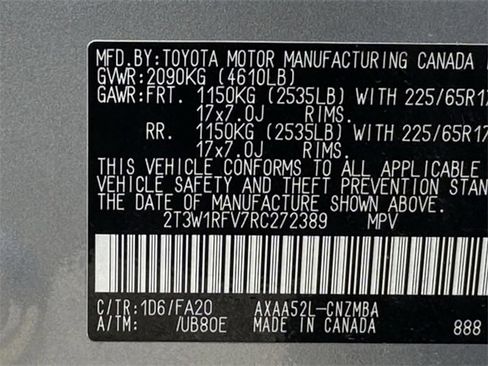 MFD.BY:TOYOTA MOTOR MANUFACTURING CANADA
GVWR:2090KG (4610LB)
GAWR:FRT. 1150KG (2535LB) WITH 225/65R17
17x7.0J RIMS.
RR. 1150KG (2535LB) WITH 225/65R17
17x7.0J RIMS.
THIS VEHICLE CONFORMS TO ALL APPLICABLE
VEHICLE SAFETY AND THEFT PREVENTION STAN
THE DATE OF MANUFACTURE SHOWN ABOVE.
2T3W1RFV7RC272389 MPV
C/TR:1D6/FA20 AXAA52L-CNZMBA
A/TM: /UB80E MADE IN CANADA 888